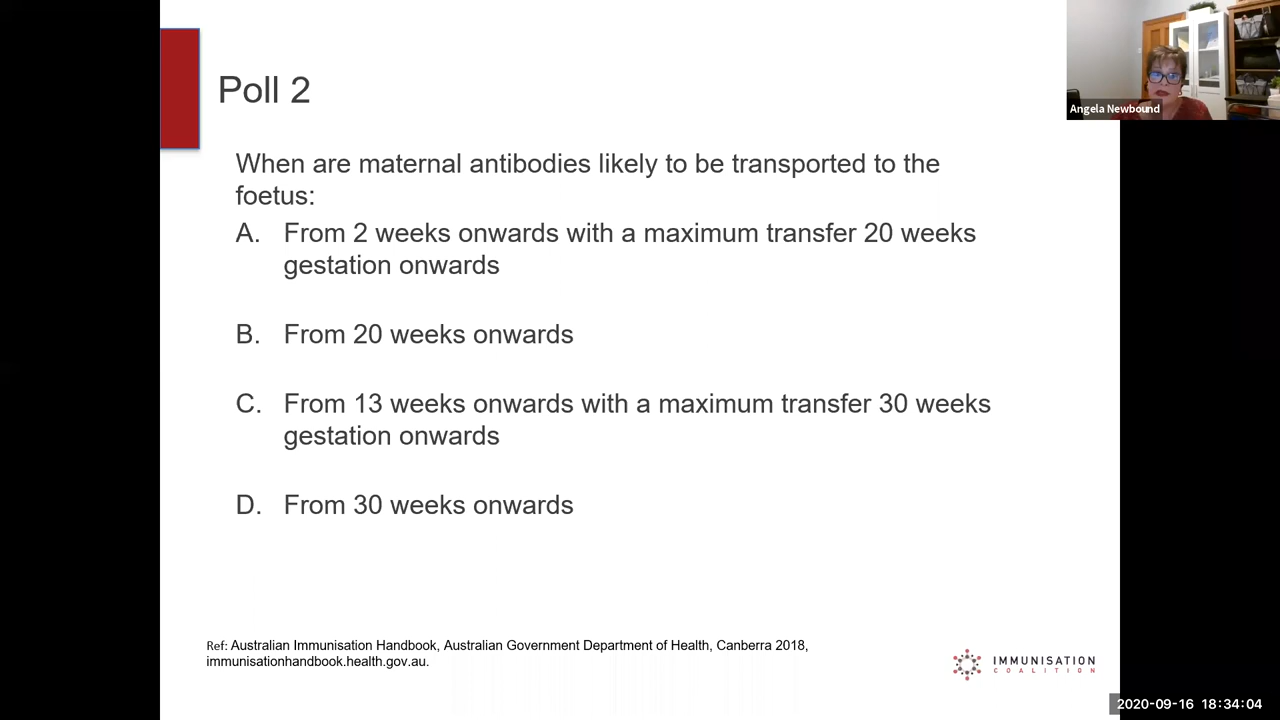 Poll 2
Angela Newbound
When are maternal antibodies likely to be transported to the
foetus:
A. From 2 weeks onwards with a maximum transfer 20 weeks
gestation onwards
B. From 20 weeks onwards
C. From 13 weeks onwards with a maximum transfer 30 weeks
gestation onwards
D. From 30 weeks onwards
Ref: Australian Immunisation Handbook, Australian Government Department of Health, Canberra 2018,
immunisationhandbook.health.gov.au.
IMMUNISATION
COALITION
2020-09-16 18:34:04